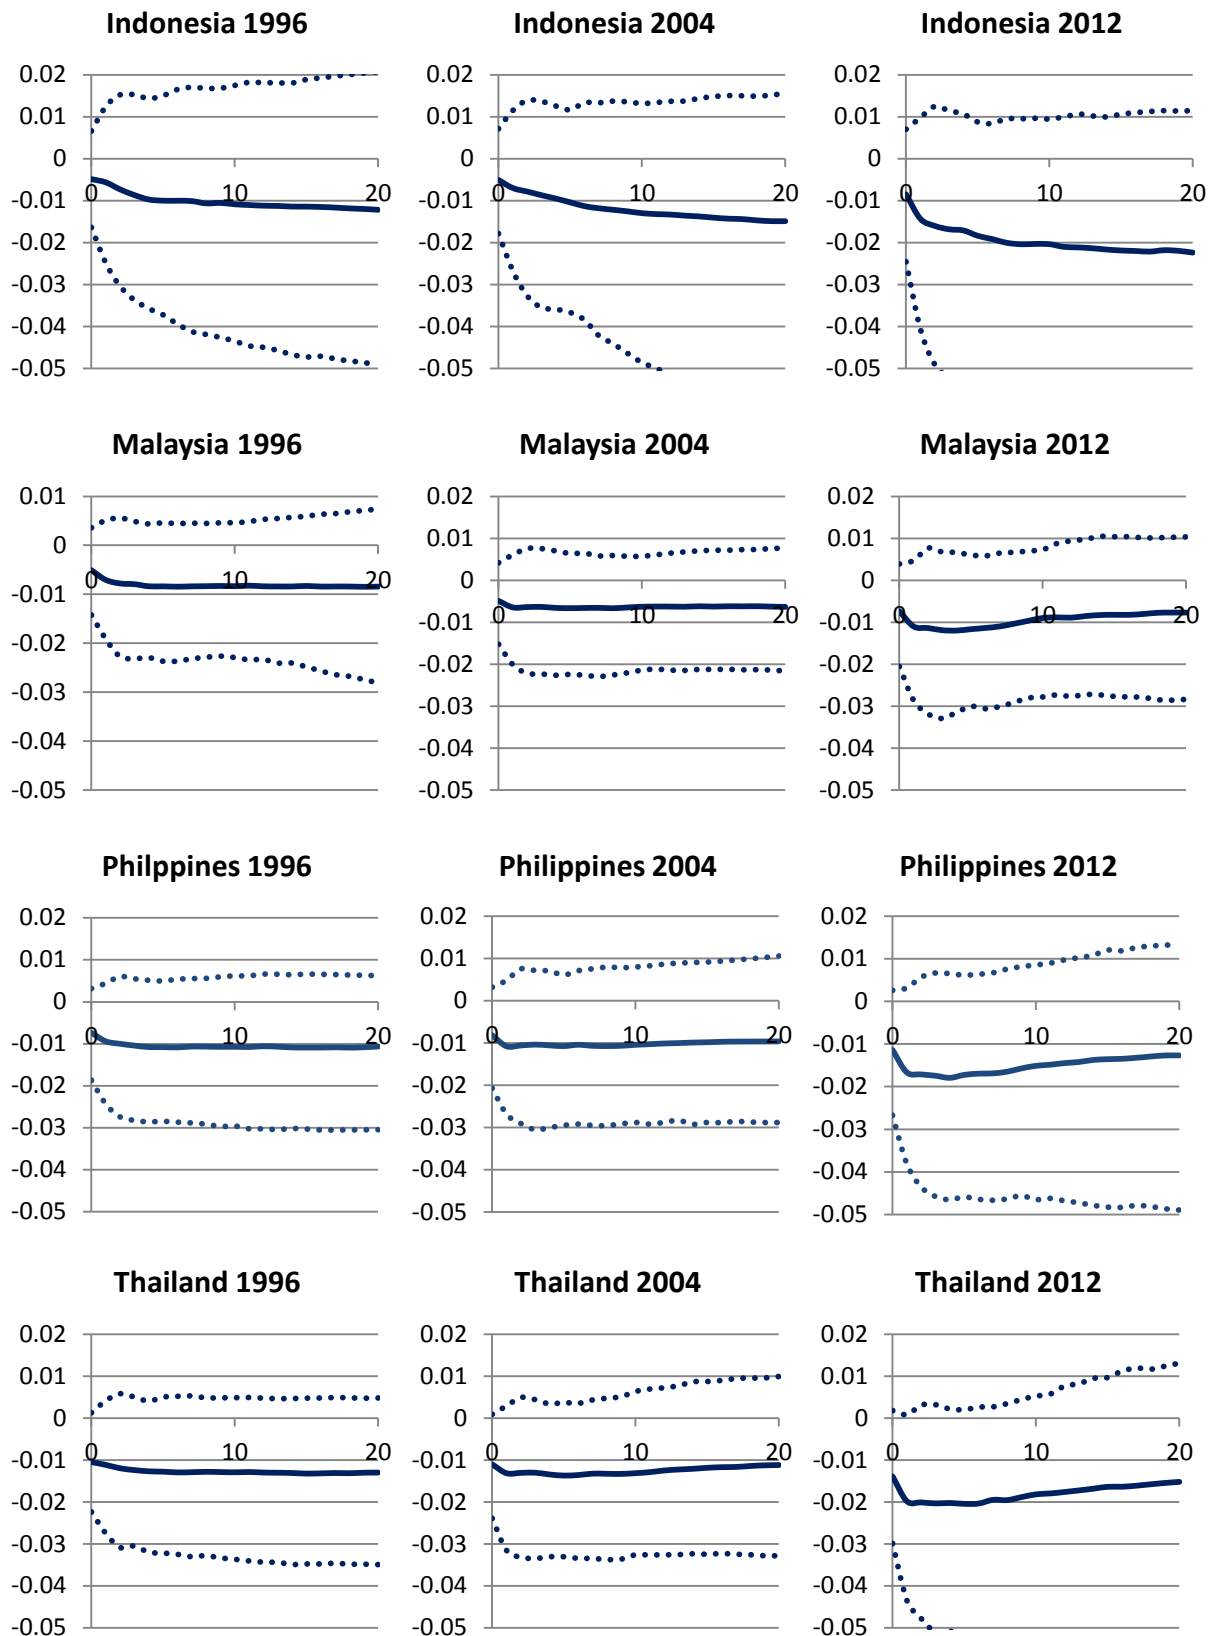 Indonesia 1996 Indonesia 2004 Indonesia 2012
0.02 0.02 0.02
0.01 0.01 0.01
0 0 0
0 10 20 0 10 20 0 10 20
-0.01 -0.01 -0.01
-0.02 -0.02 -0.02
-0.03 -0.03 -0.03
-0.04 -0.04 -0.04
-0.05 -0.05 -0.05
Malaysia 1996 Malaysia 2004 Malaysia 2012
0.01 0.02 0.02
0 0.01 0.01
-0.01 0 0
0 10 20 0 10 20 0 10 20
-0.02 -0.01 -0.01
-0.03 -0.02 -0.02
-0.04 -0.03 -0.03
-0.05 -0.04 -0.04
-0.05 -0.05
Philppines 1996 Philippines 2004 Philippines 2012
0.02 0.02 0.02
0.01 0.01 0.01
0 0 0
0 10 20 0 10 20 0 10 20
-0.01 -0.01 -0.01
-0.02 -0.02 -0.02
-0.03 -0.03 -0.03
-0.04 -0.04 -0.04
-0.05 -0.05 -0.05
Thailand 1996 Thailand 2004 Thailand 2012
0.02 0.02 0.02
0.01 0.01 0.01
0 0 0
0 10 20 0 10 20 0 10 20
-0.01 -0.01 -0.01
-0.02 -0.02 -0.02
-0.03 -0.03 -0.03
-0.04 -0.04 -0.04
-0.05 -0.05 -0.05